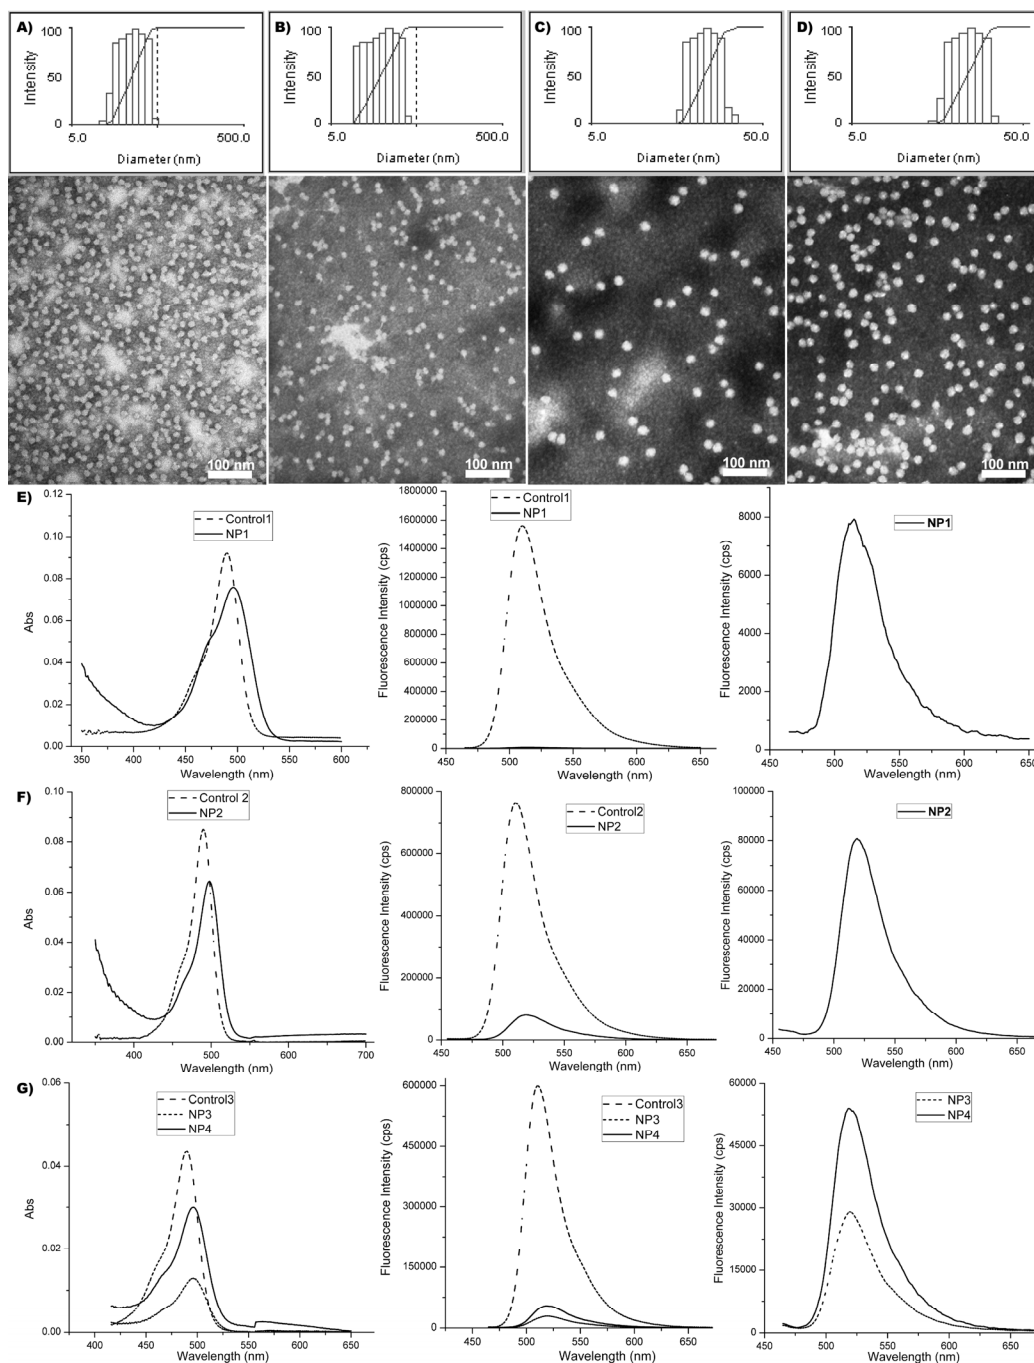 A)
100
50
0
Intensity
5.0
500.0
Diameter (nm)
B)
100
50
0
Intensity
5.0
500.0
Diameter (nm)
C)
100
50
0
Intensity
5.0
50.0
Diameter (nm)
D)
100
50
0
Intensity
5.0
50.0
Diameter (nm)
100 nm
100 nm
100 nm
100 nm
E)
0.12
0.10
0.08
0.06
0.04
0.02
0.00
Abs
Control1
NP1
350
400
450
500
550
600
Wavelength (nm)
1800000
1600000
1400000
1200000
1000000
800000
600000
400000
200000
0
Fluorescence Intensity (cps)
Control1
NP1
450
500
550
600
650
Wavelength (nm)
8000
6000
4000
2000
0
Fluorescence Intensity (cps)
NP1
450
500
550
600
650
Wavelength (nm)
F)
0.10
0.08
0.06
0.04
0.02
0.00
Abs
Control 2
NP2
400
500
600
700
Wavelength (nm)
800000
600000
400000
200000
0
Fluorescence Intensity (cps)
Control2
NP2
450
500
550
600
650
Wavelength (nm)
100000
80000
60000
40000
20000
0
Fluorescence Intensity (cps)
NP2
450
500
550
600
650
Wavelength (nm)
G)
0.06
0.04
0.02
0.00
Abs
Control3
NP3
NP4
400
450
500
550
600
650
Wavelength (nm)
600000
450000
300000
150000
0
Fluorescence Intensity (cps)
Control3
NP3
NP4
450
500
550
600
650
Wavelength (nm)
60000
45000
30000
15000
0
Fluorescence Intensity (cps)
NP3
NP4
450
500
550
600
650
Wavelength (nm)